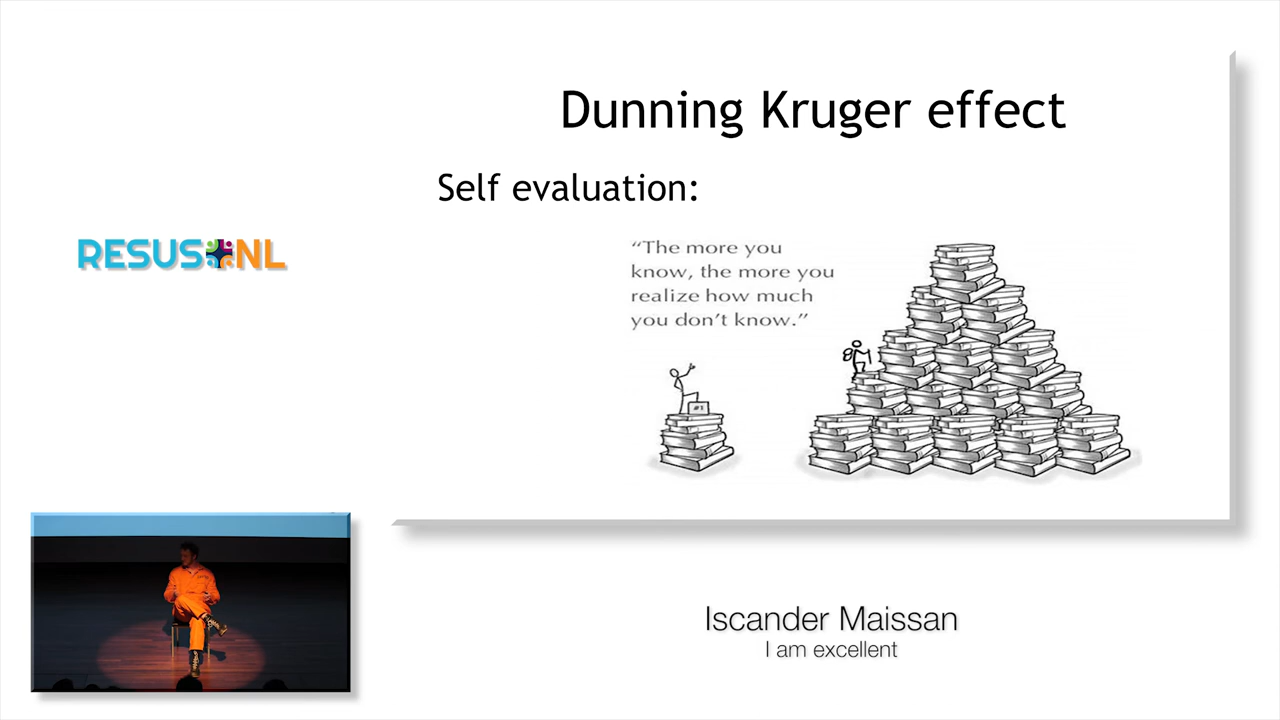 Dunning Kruger effect
Self evaluation:
RESUS NL
“The more you
know, the more you
realize how much
you don’t know.”
#1
Iscander Maissan
I am excellent